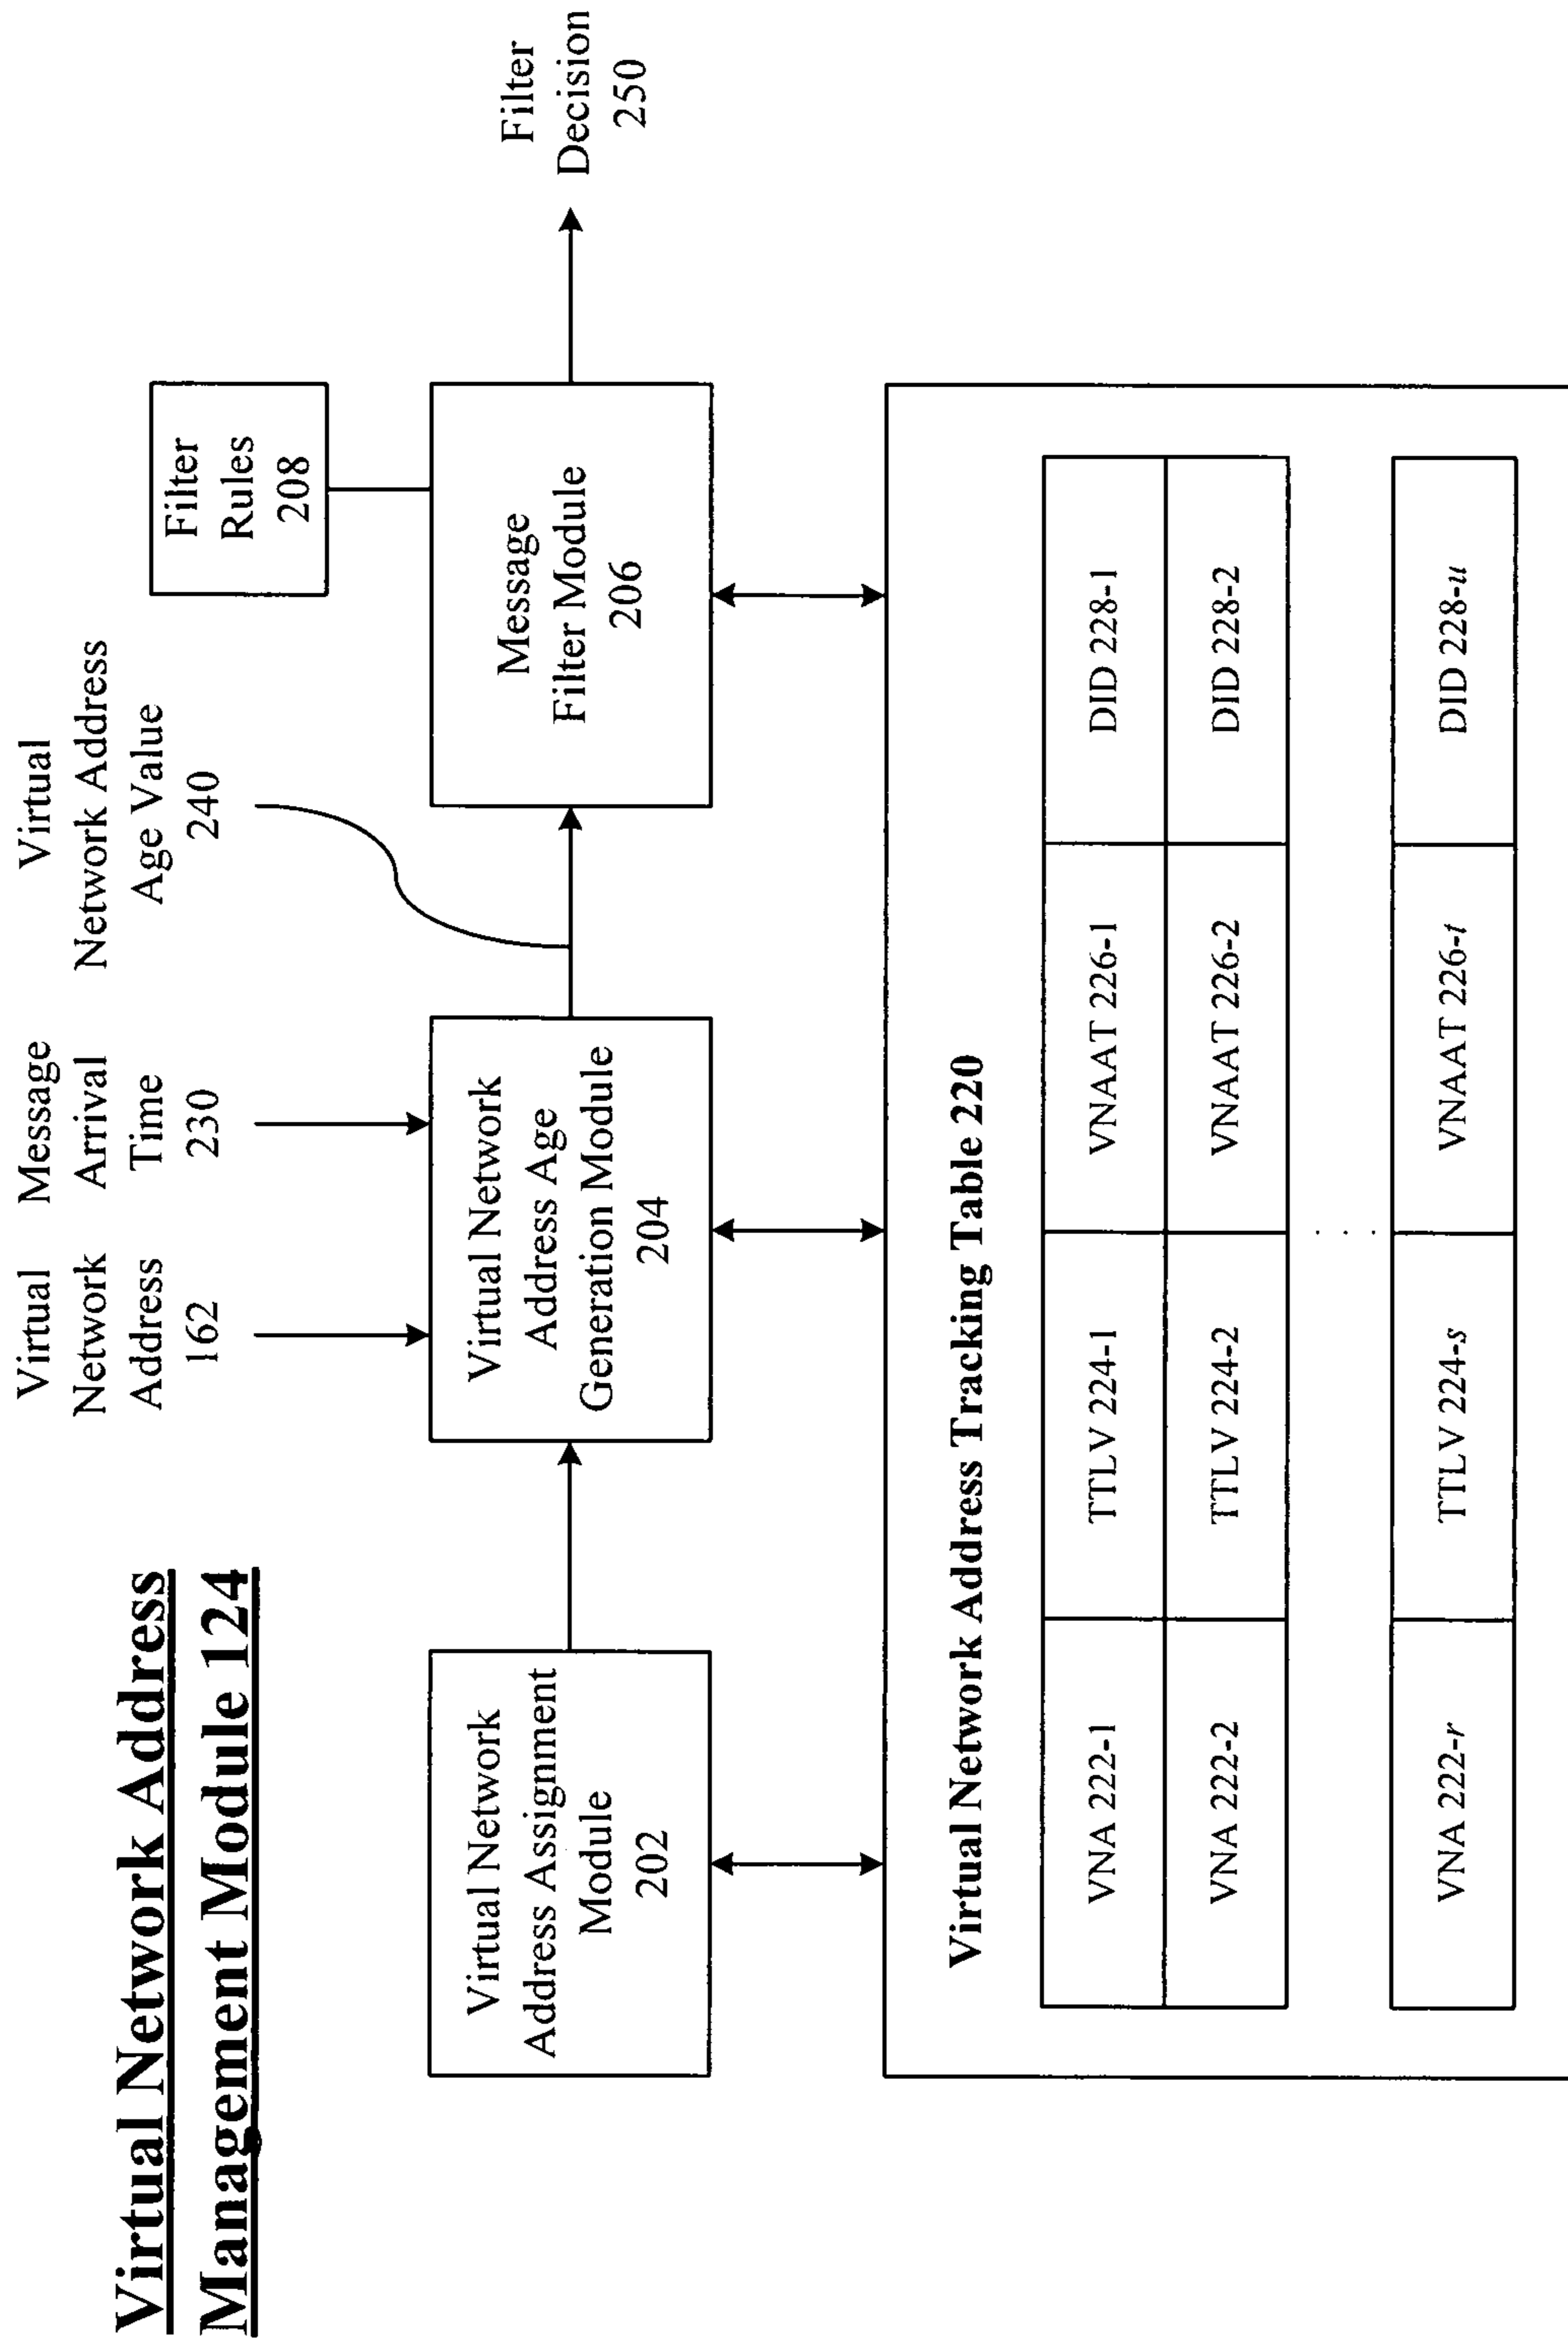 Virtual Network Address
Management Module 124
Virtual
Network
Address
162
Message
Arrival
Time
230
Virtual
Network Address
Age Value
240
Filter
Rules
208
Virtual Network
Address Assignment
Module
202
Virtual Network
Address Age
Generation Module
204
Message
Filter Module
206
Filter
Decision
250
Virtual Network Address Tracking Table 220
VNA 222-1 TTLV 224-1 VNAAT 226-1 DID 228-1
VNA 222-2 TTLV 224-2 VNAAT 226-2 DID 228-2
. . .
VNA 222-r TTLV 224-s VNAAT 226-t DID 228-u